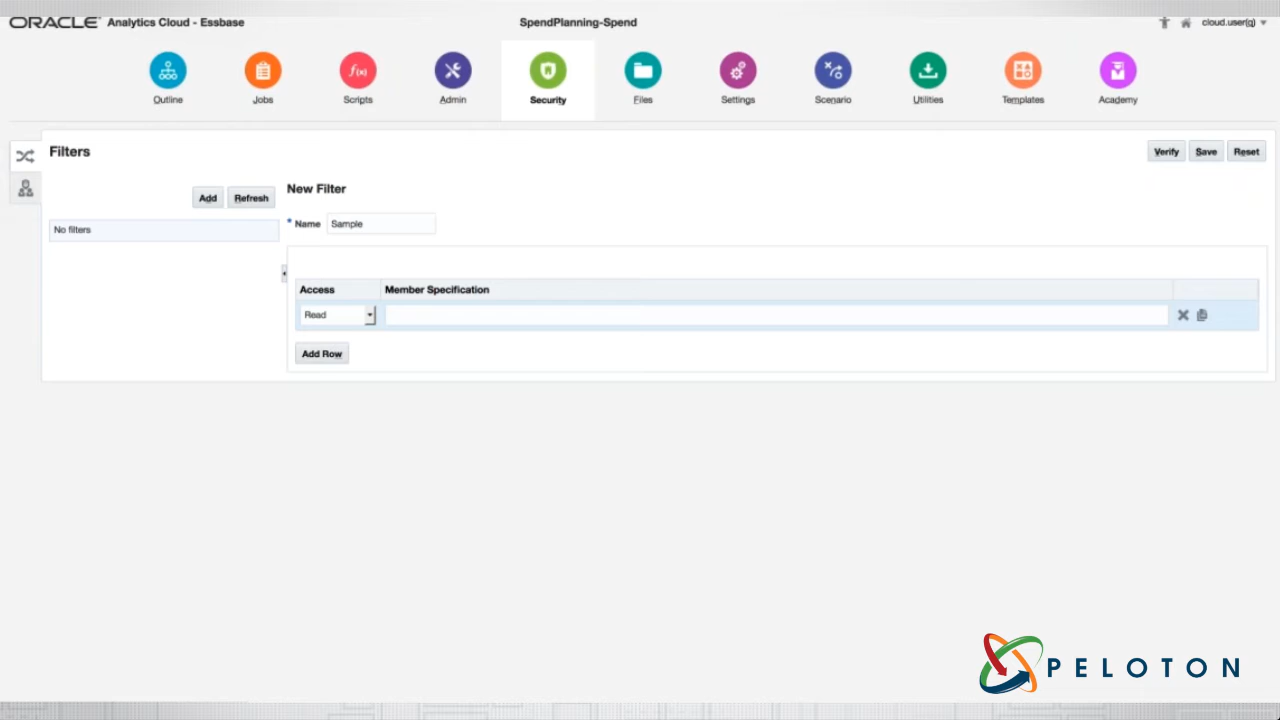 ORACLE Analytics Cloud - Essbase
SpendPlanning-Spend
cloud.user(q)
Outline
Jobs
f(x)
Scripts
Admin
Security
Files
Settings
Scenario
Utilities
Templates
Academy
Filters
Verify
Save
Reset
Add
Refresh
No filters
New Filter
* Name
Sample
Access
Member Specification
Read
Add Row
PELOTON